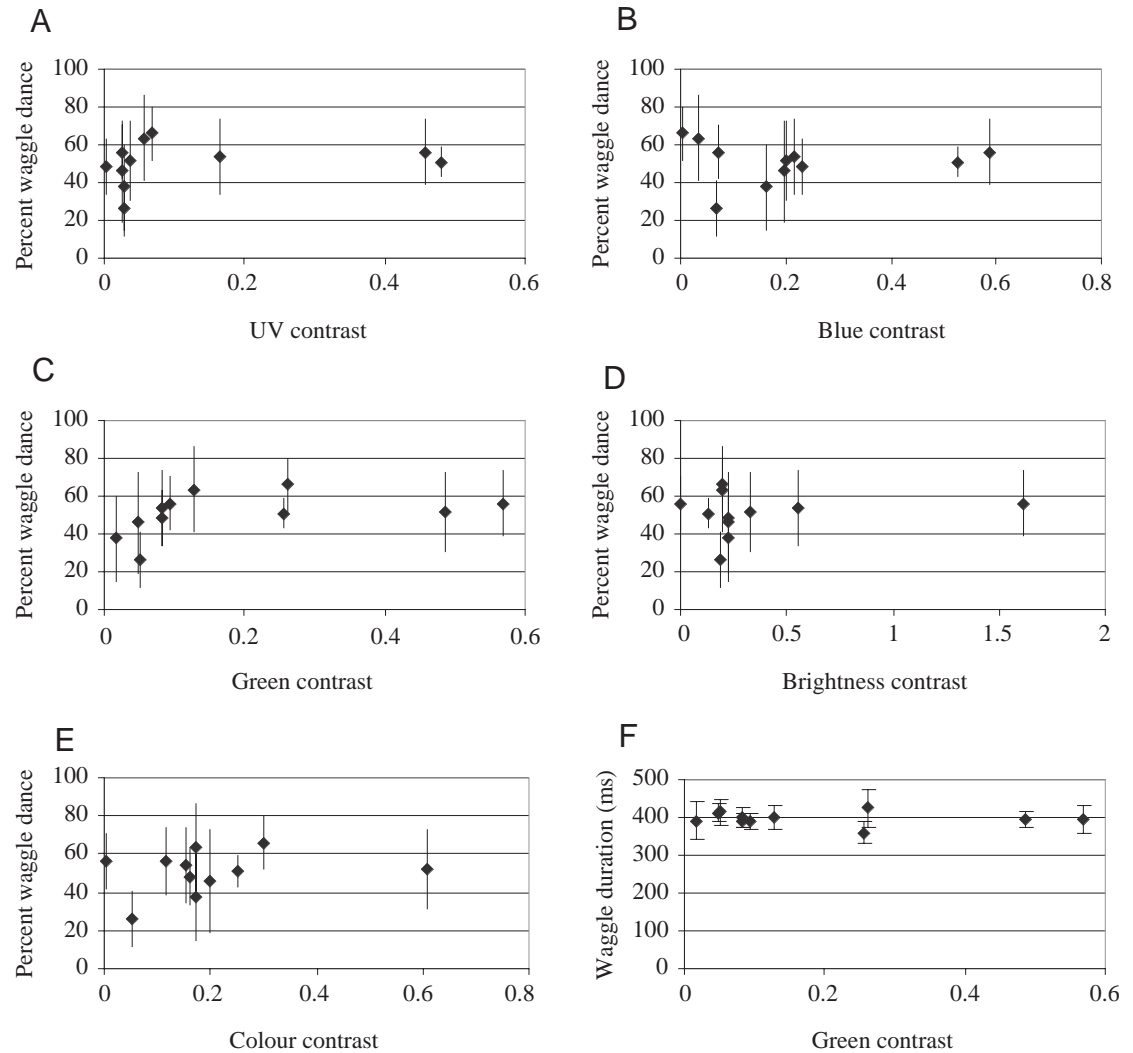 A
Percent waggle dance
100
80
60
40
20
0
0 0.2 0.4 0.6
UV contrast
B
Percent waggle dance
100
80
60
40
20
0
0 0.2 0.4 0.6 0.8
Blue contrast
C
Percent waggle dance
100
80
60
40
20
0
0 0.2 0.4 0.6
Green contrast
D
Percent waggle dance
100
80
60
40
20
0
0 0.5 1 1.5 2
Brightness contrast
E
Percent waggle dance
100
80
60
40
20
0
0 0.2 0.4 0.6 0.8
Colour contrast
F
Waggle duration (ms)
500
400
300
200
100
0
0 0.2 0.4 0.6
Green contrast